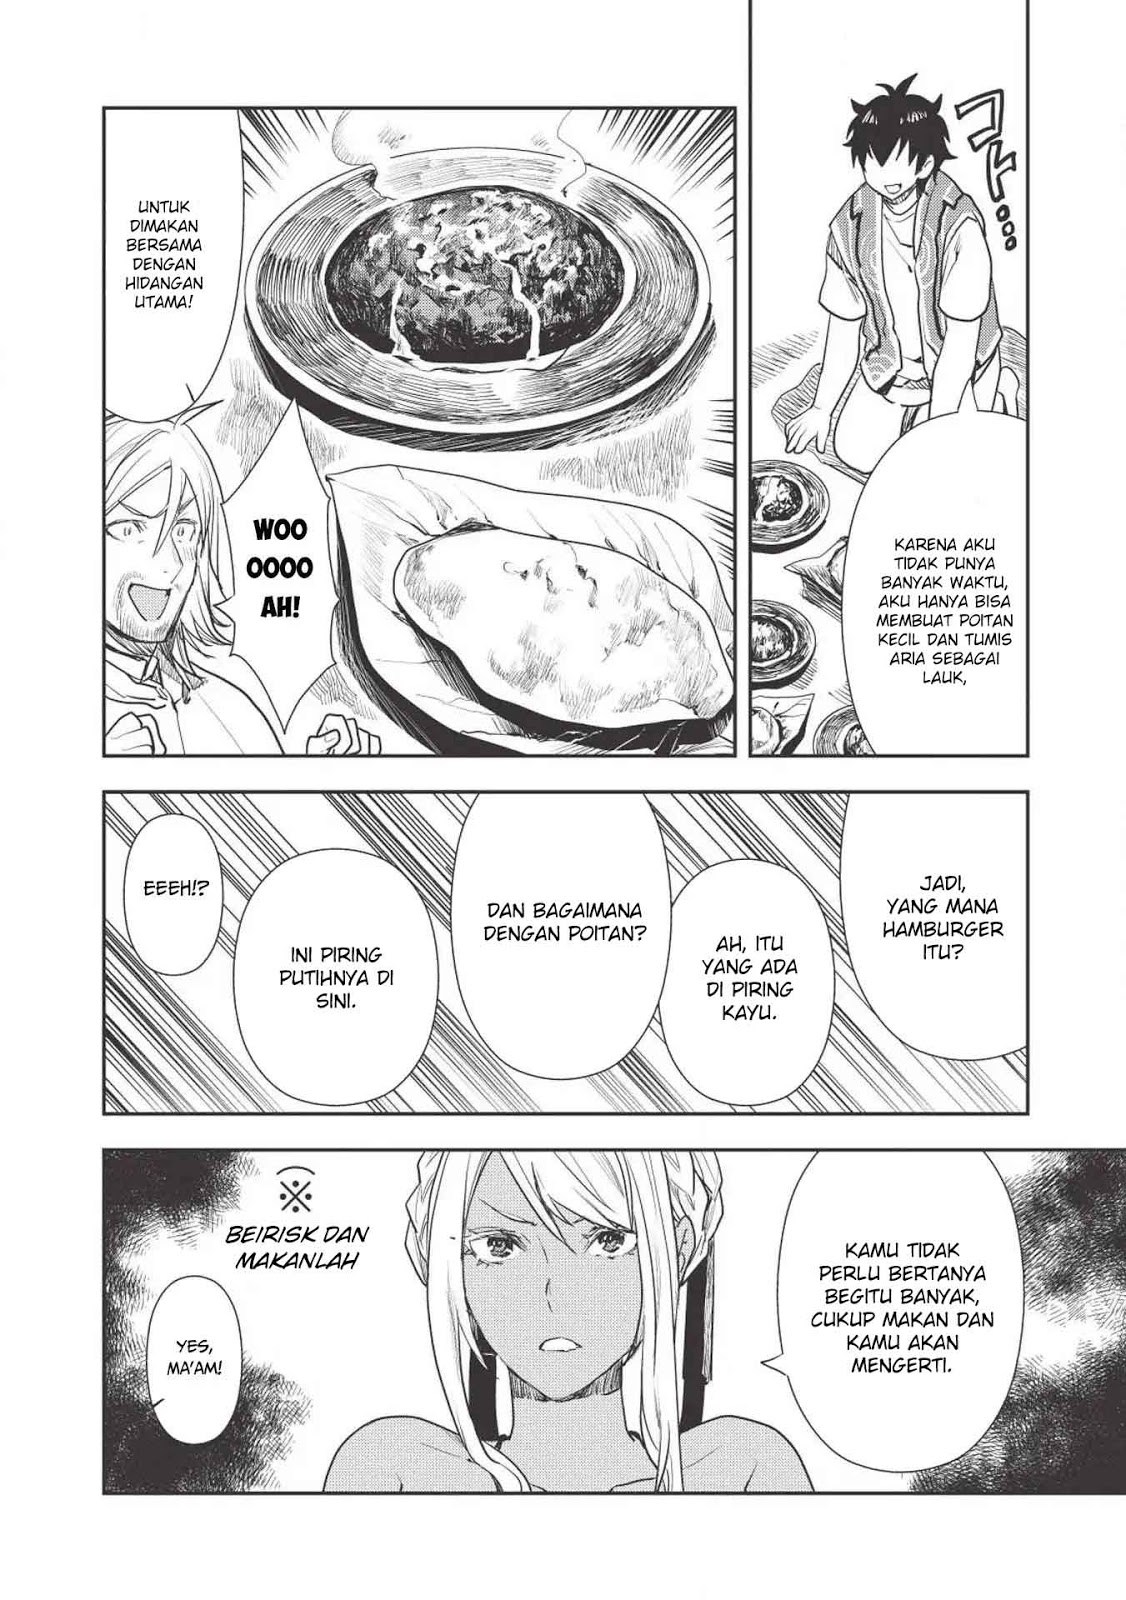 コトト...
KARENA AKU
TIDAK PUNYA
BANYAK WAKTU,
AKU HANYA BISA
MEMBUAT POITAN
KECIL DAN TUMIS
ARIA SEBAGAI
LAUK,
UNTUK
DIMAKAN
BERSAMA
DENGAN
HIDANGAN
UTAMA!
WOO
OOOO
AH!
JADI,
YANG MANA
HAMBURGER
ITU?
AH, ITU
YANG ADA
DI PIRING
KAYU.
DAN BAGAIMANA
DENGAN POITAN?
INI PIRING
PUTIHNYA DI
SINI.
EEEH!?
KAMU TIDAK
PERLU BERTANYA
BEGITU BANYAK,
CUKUP MAKAN DAN
KAMU AKAN
MENGERTI.
※
BEIRISK DAN
MAKANLAH
YES,
MA'AM!